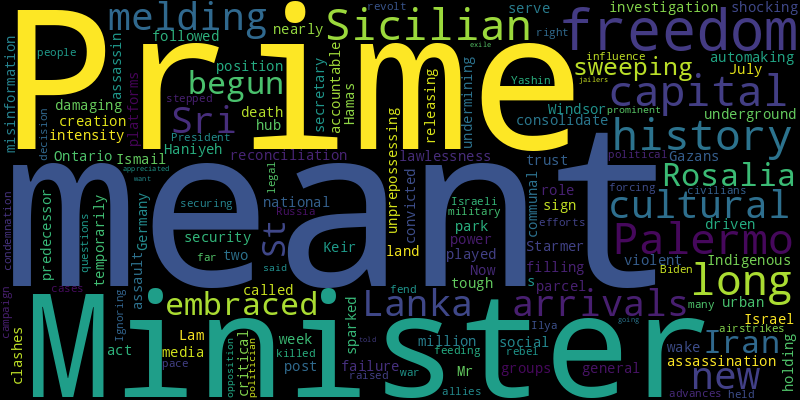 people revolt
melding nearly Sicilian serve investigation shocking
Prime freedom
misinformation assassin followed secretary accountable right influence automaking
begun position sweeping
platforms Hamas releasing undermining Yashin exile jailers July
damaging stepped capital
creation Sri death Windsor prominent underground
intensity hub consolidate
decision President history
Ontario Ismail Haniyeh reconciliation lawlessness trust political Gazans
meant
condemnation appreciated want legal unprepossessing convicted communal role forcing civilians Rosalia
predecessor questions temporarily Germany securing national Israeli military sign cultural
Russia park efforts driven
security St Keir land power played Starmer violent Palermo
assault far two said Now filling Biden Indigenous
tough parcel s long
campaign cases called fend many urban
Minister
Ignoring embraced Lanka arrivals
clashes sparked Ilya going airstrikes Israel
act Lam week million social wake Iran
media critical opposition politician told feeding rebel assassination
pace killed post failure Mr groups general new holding
raised war allies advances held